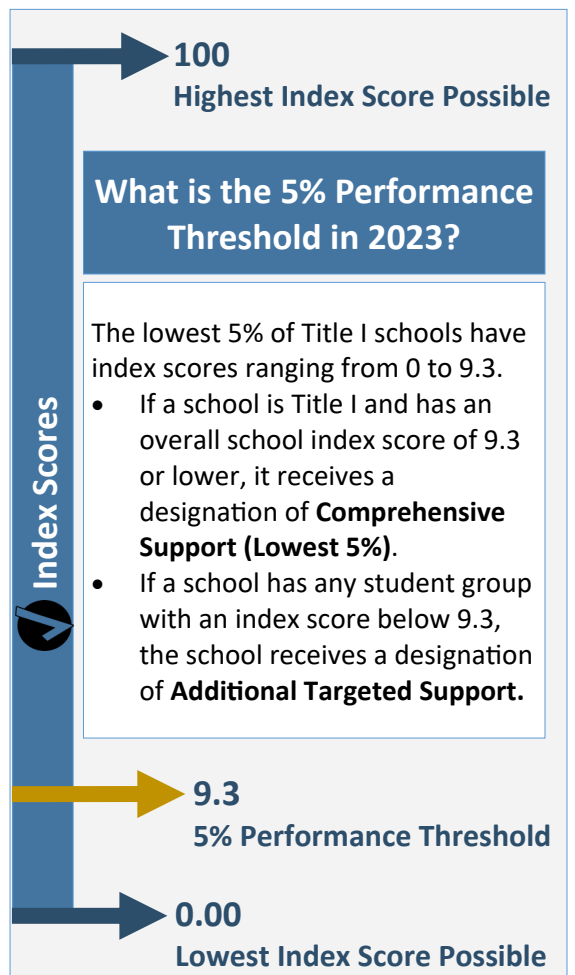 100
Highest Index Score Possible
What is the 5% Performance
Threshold in 2023?
The lowest 5% of Title I schools have
index scores ranging from 0 to 9.3.
• If a school is Title I and has an
overall school index score of 9.3
or lower, it receives a
designation of Comprehensive
Support (Lowest 5%).
• If a school has any student group
with an index score below 9.3,
the school receives a designation
of Additional Targeted Support.
Index Scores
9.3
5% Performance Threshold
0.00
Lowest Index Score Possible